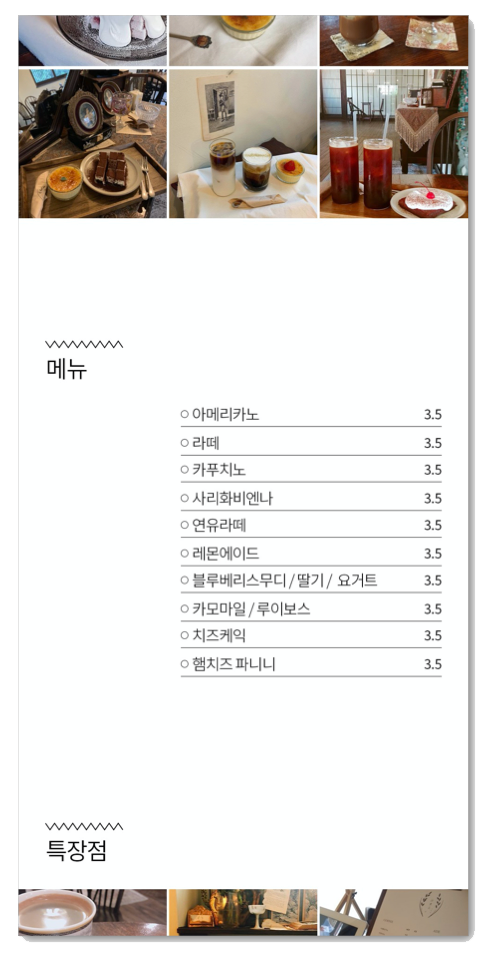 메뉴
아메리카노 3.5
라떼 3.5
카푸치노 3.5
사리화비엔나 3.5
연유라떼 3.5
레몬에이드 3.5
블루베리스무디 / 딸기 / 요거트 3.5
카모마일 / 루이보스 3.5
치즈케익 3.5
햄치즈 파니니 3.5
특장점